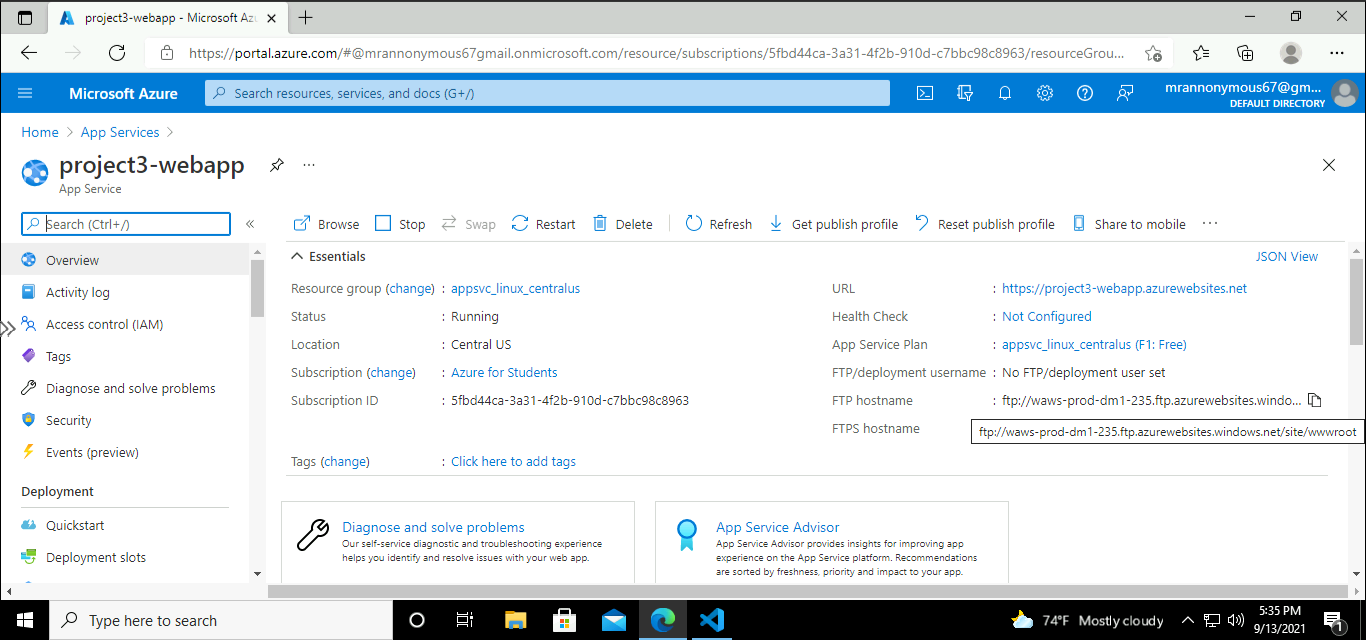 project3-webapp - Microsoft Azu
https://portal.azure.com/#@mrannonymous67gmail.onmicrosoft.com/resource/subscriptions/5fbd44ca-3a31-4f2b-910d-c7bbc98c8963/resourceGrou...
Microsoft Azure
Search resources, services, and docs (G+/)
mrannonymous67@gm...
DEFAULT DIRECTORY
Home > App Services >
project3-webapp
App Service
Search (Ctrl+/)
Overview
Activity log
Access control (IAM)
Tags
Diagnose and solve problems
Security
Events (preview)
Deployment
Quickstart
Deployment slots
Browse Stop Swap Restart Delete Refresh Get publish profile Reset publish profile Share to mobile ...
Essentials
JSON View
Resource group (change) : appsvc_linux_centralus
Status : Running
Location : Central US
Subscription (change) : Azure for Students
Subscription ID : 5fbd44ca-3a31-4f2b-910d-c7bbc98c8963
URL : https://project3-webapp.azurewebsites.net
Health Check : Not Configured
App Service Plan : appsvc_linux_centralus (F1: Free)
FTP/deployment username : No FTP/deployment user set
FTP hostname : ftp://waws-prod-dm1-235.ftp.azurewebsites.windo...
FTPS hostname
ftp://waws-prod-dm1-235.ftp.azurewebsites.windows.net/site/wwwroot
Tags (change) : Click here to add tags
Diagnose and solve problems
Our self-service diagnostic and troubleshooting experience
helps you identify and resolve issues with your web app.
App Service Advisor
App Service Advisor provides insights for improving app
experience on the App Service platform. Recommendations
are sorted by freshness, priority and impact to your app.
Type here to search
74°F Mostly cloudy
5:35 PM
9/13/2021
1